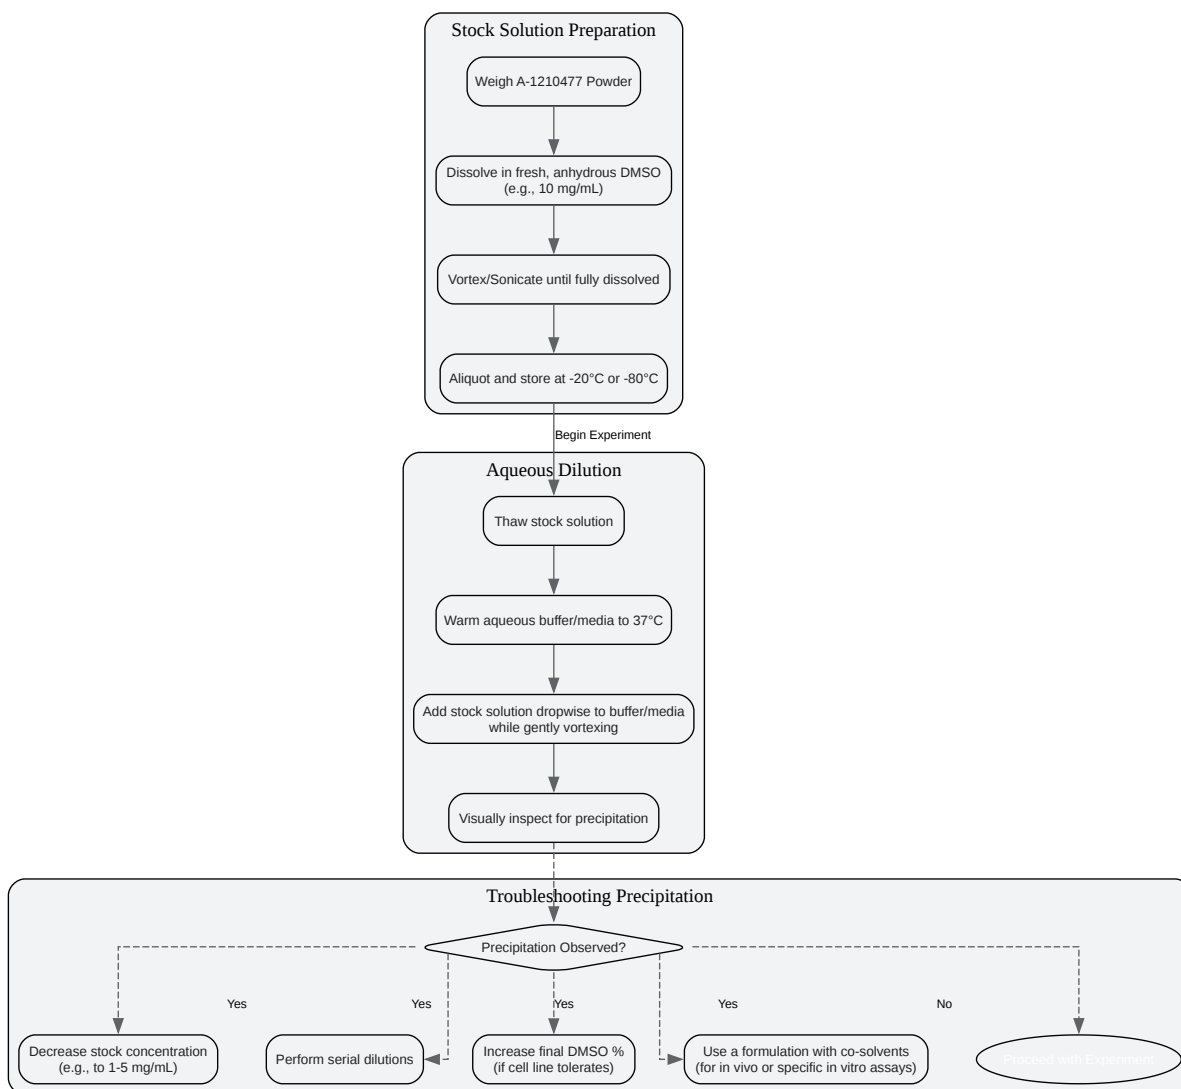 Stock Solution Preparation
Weigh A-1210477 Powder
Dissolve in fresh, anhydrous DMSO
(e.g., 10 mg/mL)
Vortex/Sonicate until fully dissolved
Aliquot and store at -20°C or -80°C
Begin Experiment
Aqueous Dilution
Thaw stock solution
Warm aqueous buffer/media to 37°C
Add stock solution dropwise to buffer/media
while gently vortexing
Visually inspect for precipitation
Troubleshooting Precipitation
Precipitation Observed?
Yes
Yes
Yes
Yes
No
Decrease stock concentration
(e.g., to 1-5 mg/mL)
Perform serial dilutions
Increase final DMSO %
(if cell line tolerates)
Use a formulation with co-solvents
(for in vivo or specific in vitro assays)
Proceed with Experiment